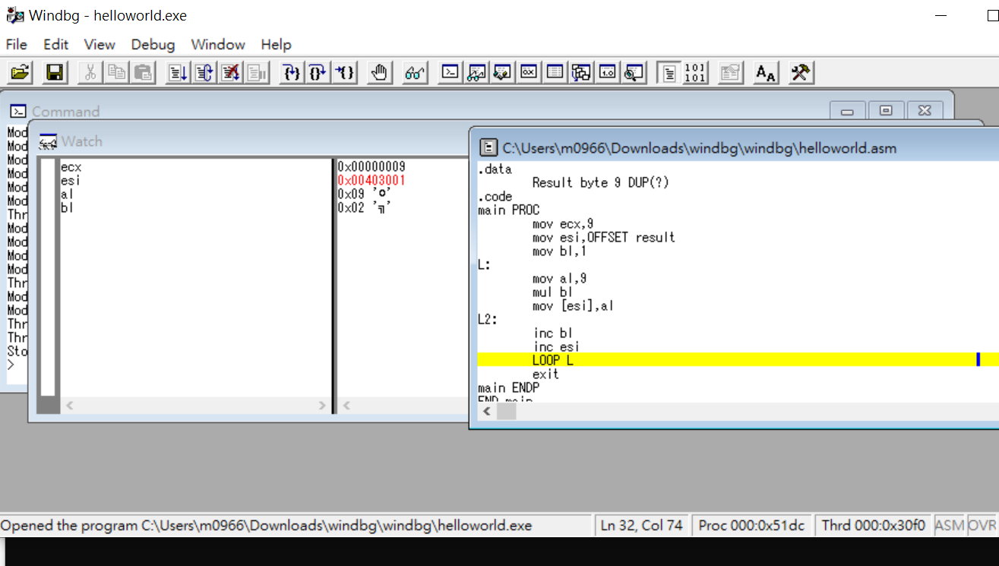 Windbg - helloworld.exe
File Edit View Debug Window Help
Command
Mod
Mod
Mod
Mod
Mod
Mod
Thr
Mod
Mod
Mod
Mod
Thr
Mod
Mod
Thr
Thr
Sto
>
Watch
ecx 0x00000009
esi 0x00403001
al 0x09 'o'
bl 0x02 '╗'
C:\Users\m0966\Downloads\windbg\windbg\helloworld.asm
.data
Result byte 9 DUP(?)
.code
main PROC
mov ecx,9
mov esi,OFFSET result
mov bl,1
L:
mov al,9
mul bl
mov [esi],al
L2:
inc bl
inc esi
LOOP L
exit
main ENDP
END main
Opened the program C:\Users\m0966\Downloads\windbg\windbg\helloworld.exe Ln 32, Col 74 Proc 000:0x51dc Thrd 000:0x30f0 ASM OVR